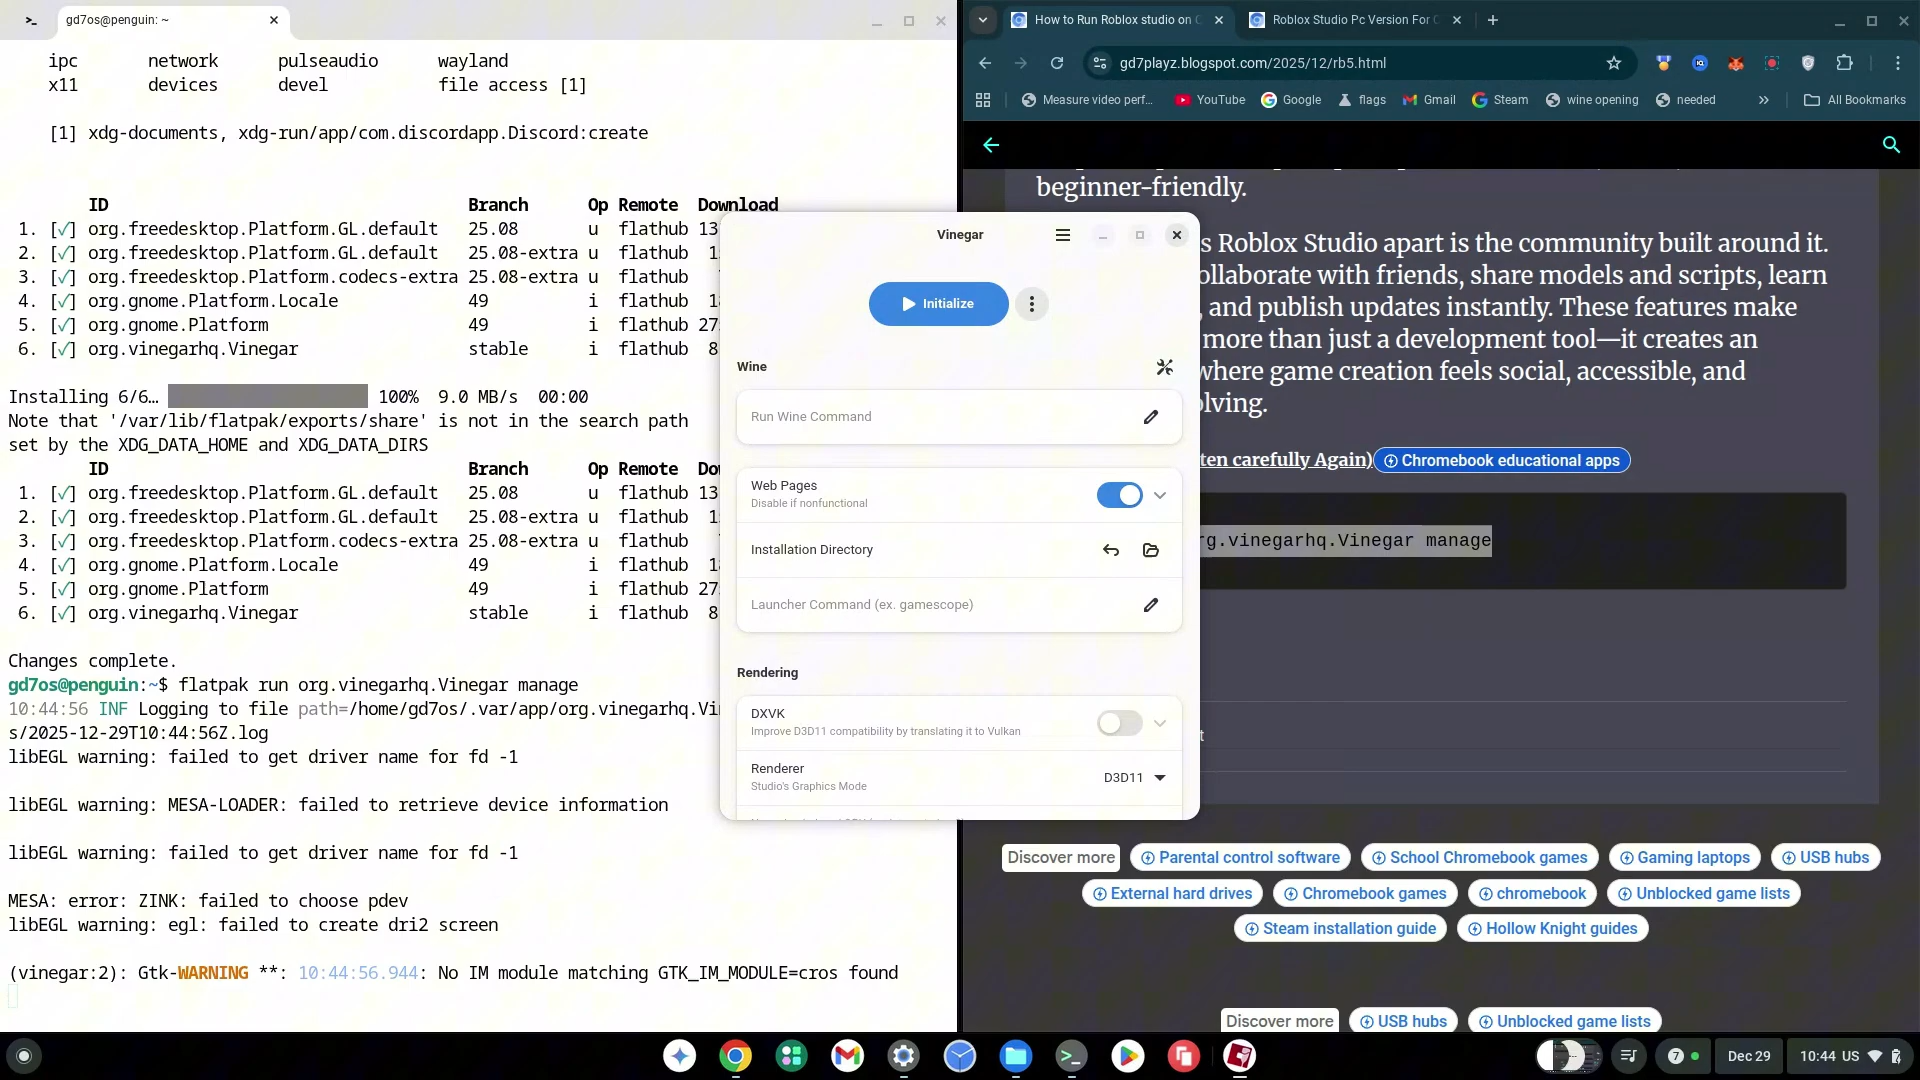 gd7os@penguin: ~
ipc network pulseaudio wayland
x11 devices devel file access [1]
[1] xdg-documents, xdg-run/app/com.discordapp.Discord:create
ID Branch Op Remote Download
1. [✓] org.freedesktop.Platform.GL.default 25.08 u flathub 13
2. [✓] org.freedesktop.Platform.GL.default 25.08-extra u flathub
3. [✓] org.freedesktop.Platform.codecs-extra 25.08-extra u flathub
4. [✓] org.gnome.Platform.Locale 49 i flathub
5. [✓] org.gnome.Platform 49 i flathub 27
6. [✓] org.vinegarhq.Vinegar stable i flathub 8
Installing 6/6… 100% 9.0 MB/s 00:00
Note that '/var/lib/flatpak/exports/share' is not in the search path
set by the XDG_DATA_HOME and XDG_DATA_DIRS
ID Branch Op Remote Dow
1. [✓] org.freedesktop.Platform.GL.default 25.08 u flathub 13
2. [✓] org.freedesktop.Platform.GL.default 25.08-extra u flathub
3. [✓] org.freedesktop.Platform.codecs-extra 25.08-extra u flathub
4. [✓] org.gnome.Platform.Locale 49 i flathub
5. [✓] org.gnome.Platform 49 i flathub 27
6. [✓] org.vinegarhq.Vinegar stable i flathub 8
Changes complete.
gd7os@penguin:~$ flatpak run org.vinegarhq.Vinegar manage
10:44:56 INF Logging to file path=/home/gd7os/.var/app/org.vinegarhq.Vi
s/2025-12-29T10:44:56Z.log
libEGL warning: failed to get driver name for fd -1
libEGL warning: MESA-LOADER: failed to retrieve device information
libEGL warning: failed to get driver name for fd -1
MESA: error: ZINK: failed to choose pdev
libEGL warning: egl: failed to create dri2 screen
(vinegar:2): Gtk-WARNING **: 10:44:56.944: No IM module matching GTK_IM_MODULE=cros found
Vinegar
Initialize
Wine
Run Wine Command
Web Pages
Disable if nonfunctional
Installation Directory
Launcher Command (ex. gamescope)
Rendering
DXVK
Improve D3D11 compatibility by translating it to Vulkan
Renderer
Studio's Graphics Mode
D3D11
How to Run Roblox studio on C
Roblox Studio Pc Version For C
gd7playz.blogspot.com/2025/12/rb5.html
Measure video perf… YouTube Google flags Gmail Steam wine opening needed All Bookmarks
beginner-friendly.
s Roblox Studio apart is the community built around it.
ollaborate with friends, share models and scripts, learn
, and publish updates instantly. These features make
more than just a development tool—it creates an
where game creation feels social, accessible, and
olving.
ten carefully Again) Chromebook educational apps
rg.vinegarhq.Vinegar manage
t
Discover more Parental control software School Chromebook games Gaming laptops USB hubs
External hard drives Chromebook games chromebook Unblocked game lists
Steam installation guide Hollow Knight guides
Discover more USB hubs Unblocked game lists
7 Dec 29 10:44 US